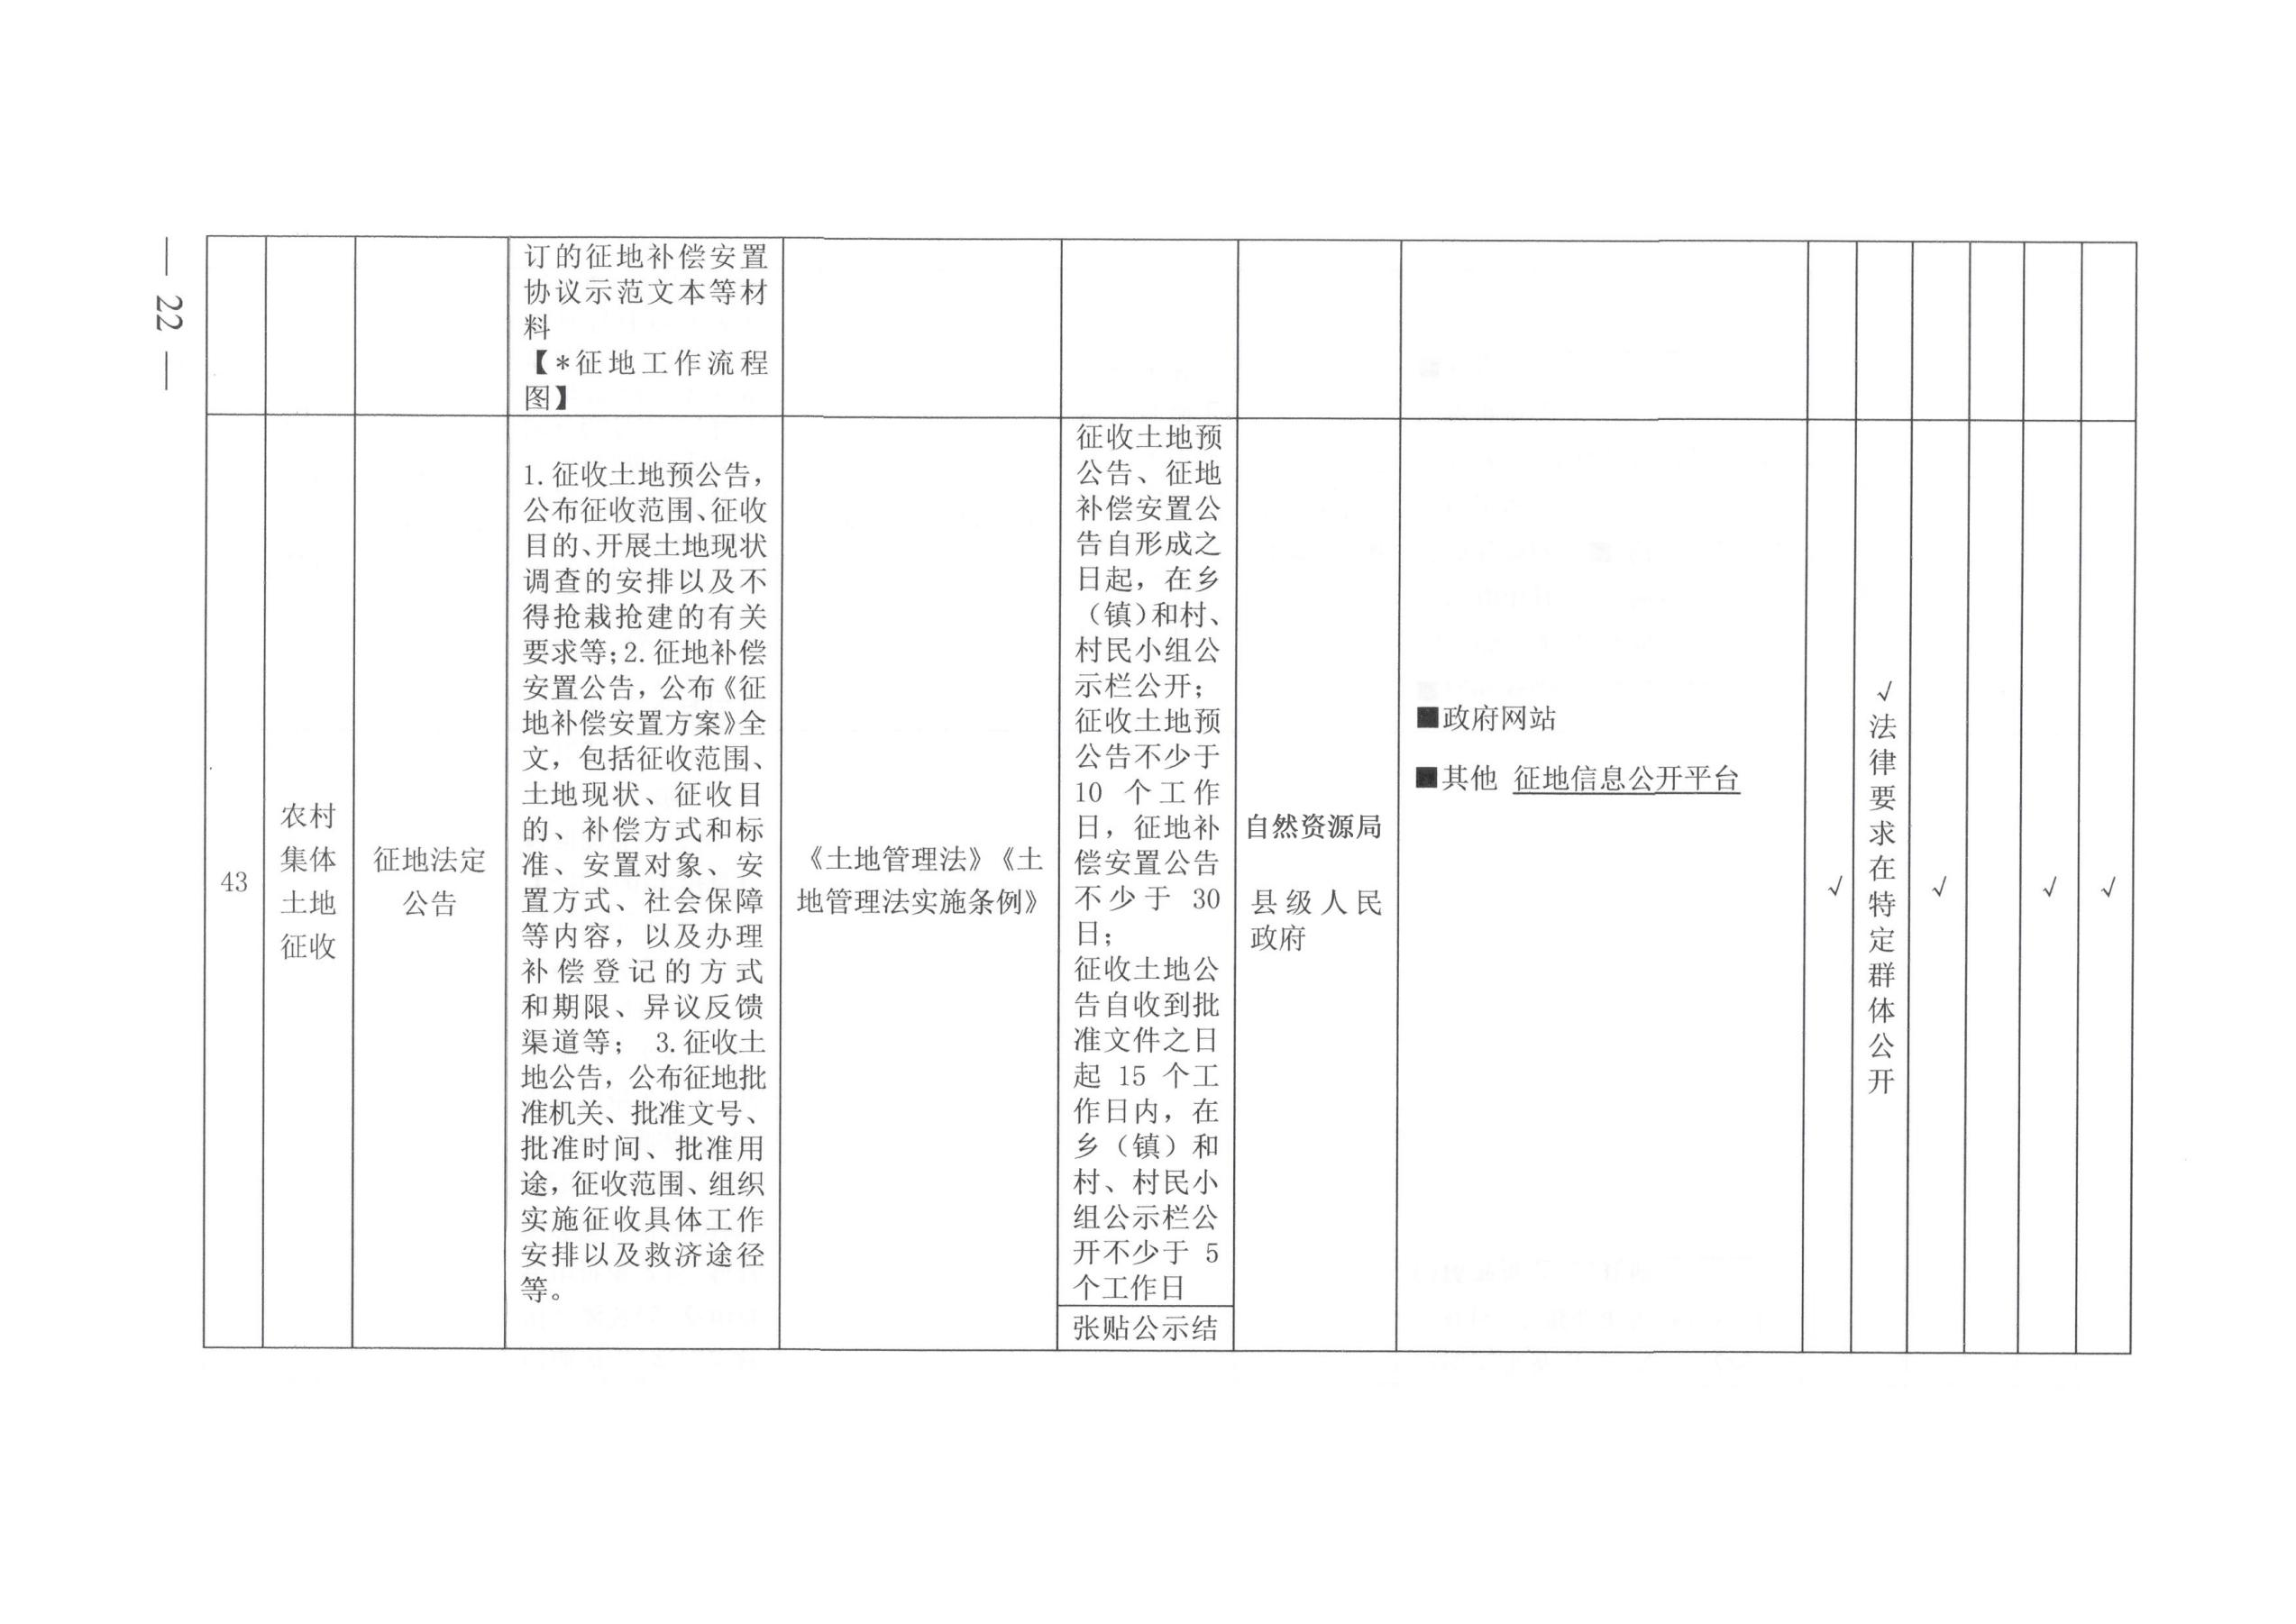 — 22 —
订的征地补偿安置
协议示范文本等材
料
【*征地工作流程
图】
43
农村
集体
土地
征收
征地法定
公告
1.征收土地预公告，
公布征收范围、征收
目的、开展土地现状
调查的安排以及不
得抢栽抢建的有关
要求等；2.征地补偿
安置公告，公布《征
地补偿安置方案》全
文，包括征收范围、
土地现状、征收目
的、补偿方式和标
准、安置对象、安
置方式、社会保障
等内容，以及办理
补偿登记的方式
和期限、异议反馈
渠道等； 3.征收土
地公告，公布征地批
准机关、批准文号、
批准时间、批准用
途，征收范围、组织
实施征收具体工作
安排以及救济途径
等。
《土地管理法》《土
地管理法实施条例》
征收土地预
公告、征地
补偿安置公
告自形成之
日起，在乡
（镇）和村、
村民小组公
示栏公开；
征收土地预
公告不少于
10 个工作
日，征地补
偿安置公告
不少于 30
日；
征收土地公
告自收到批
准文件之日
起 15 个工
作日内，在
乡（镇）和
村、村民小
组公示栏公
开不少于 5
个工作日
张贴公示结
自然资源局
县级人民
政府
■政府网站
■其他 征地信息公开平台
√
√
法
律
要
求
在
特
定
群
体
公
开
√
√
√